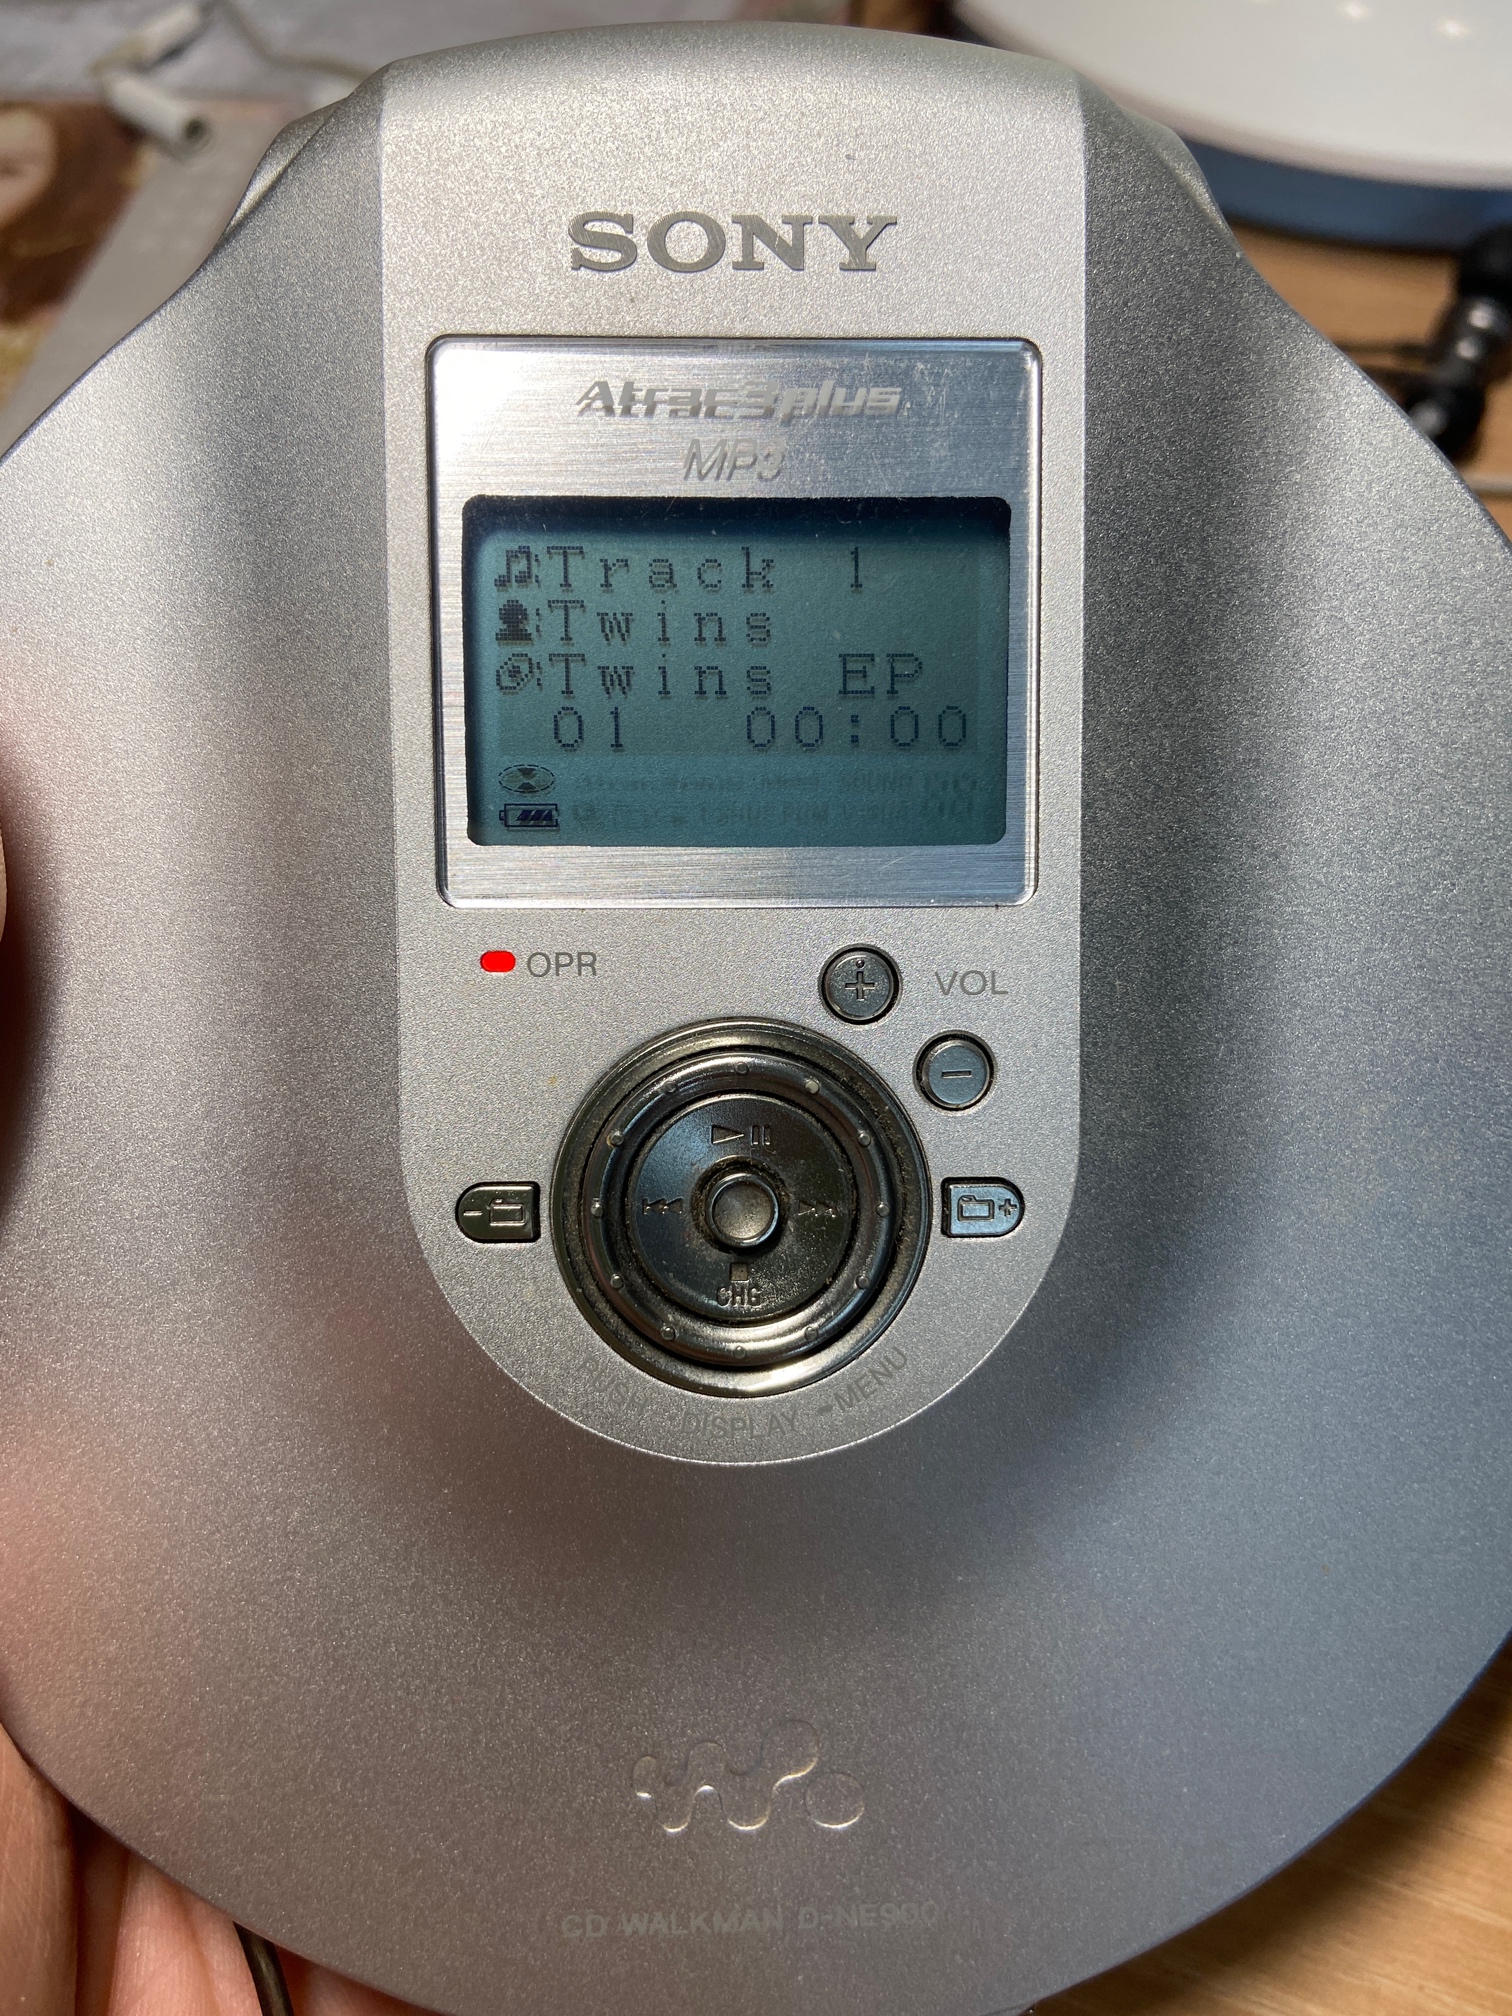 SONY
Atrac3plus
MP3
Track 1
Twins
Twins EP
01 00:00
OPR
VOL
CHG
PUSH DISPLAY MENU
CD WALKMAN D-NE900